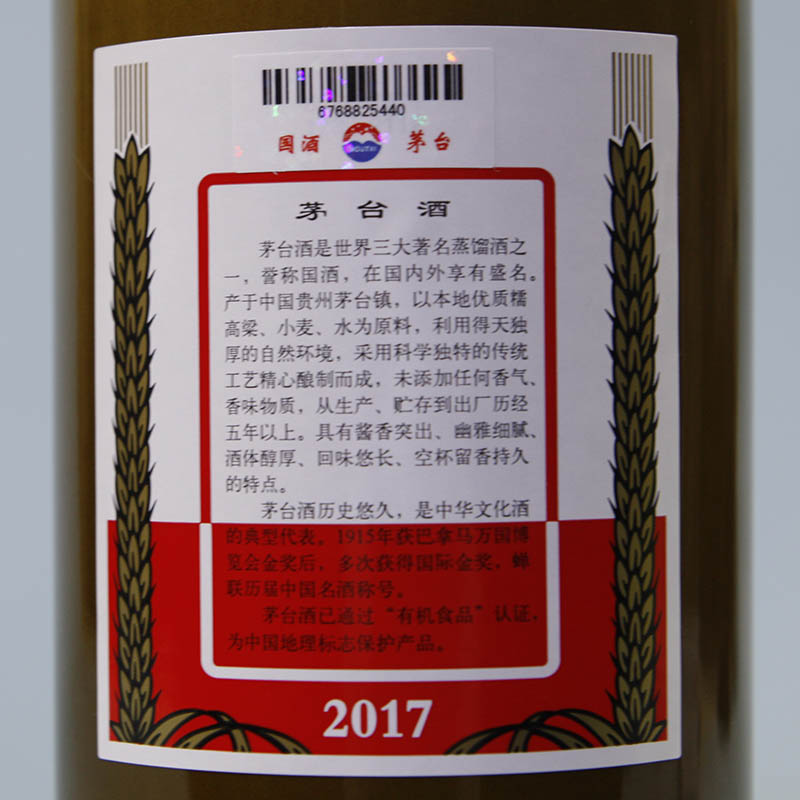 6768825440
国酒 MOUTAI 茅台
茅台酒
茅台酒是世界三大著名蒸馏酒之
一，誉称国酒，在国内外享有盛名。
产于中国贵州茅台镇，以本地优质糯
高粱、小麦、水为原料，利用得天独
厚的自然环境，采用科学独特的传统
工艺精心酿制而成，未添加任何香气、
香味物质，从生产、贮存到出厂历经
五年以上。具有酱香突出、幽雅细腻、
酒体醇厚、回味悠长、空杯留香持久
的特点。
茅台酒历史悠久，是中华文化酒
的典型代表。1915年获巴拿马万国博
览会金奖后，多次获得国际金奖，蝉
联历届中国名酒称号。
茅台酒已通过“有机食品”认证，
为中国地理标志保护产品。
2017